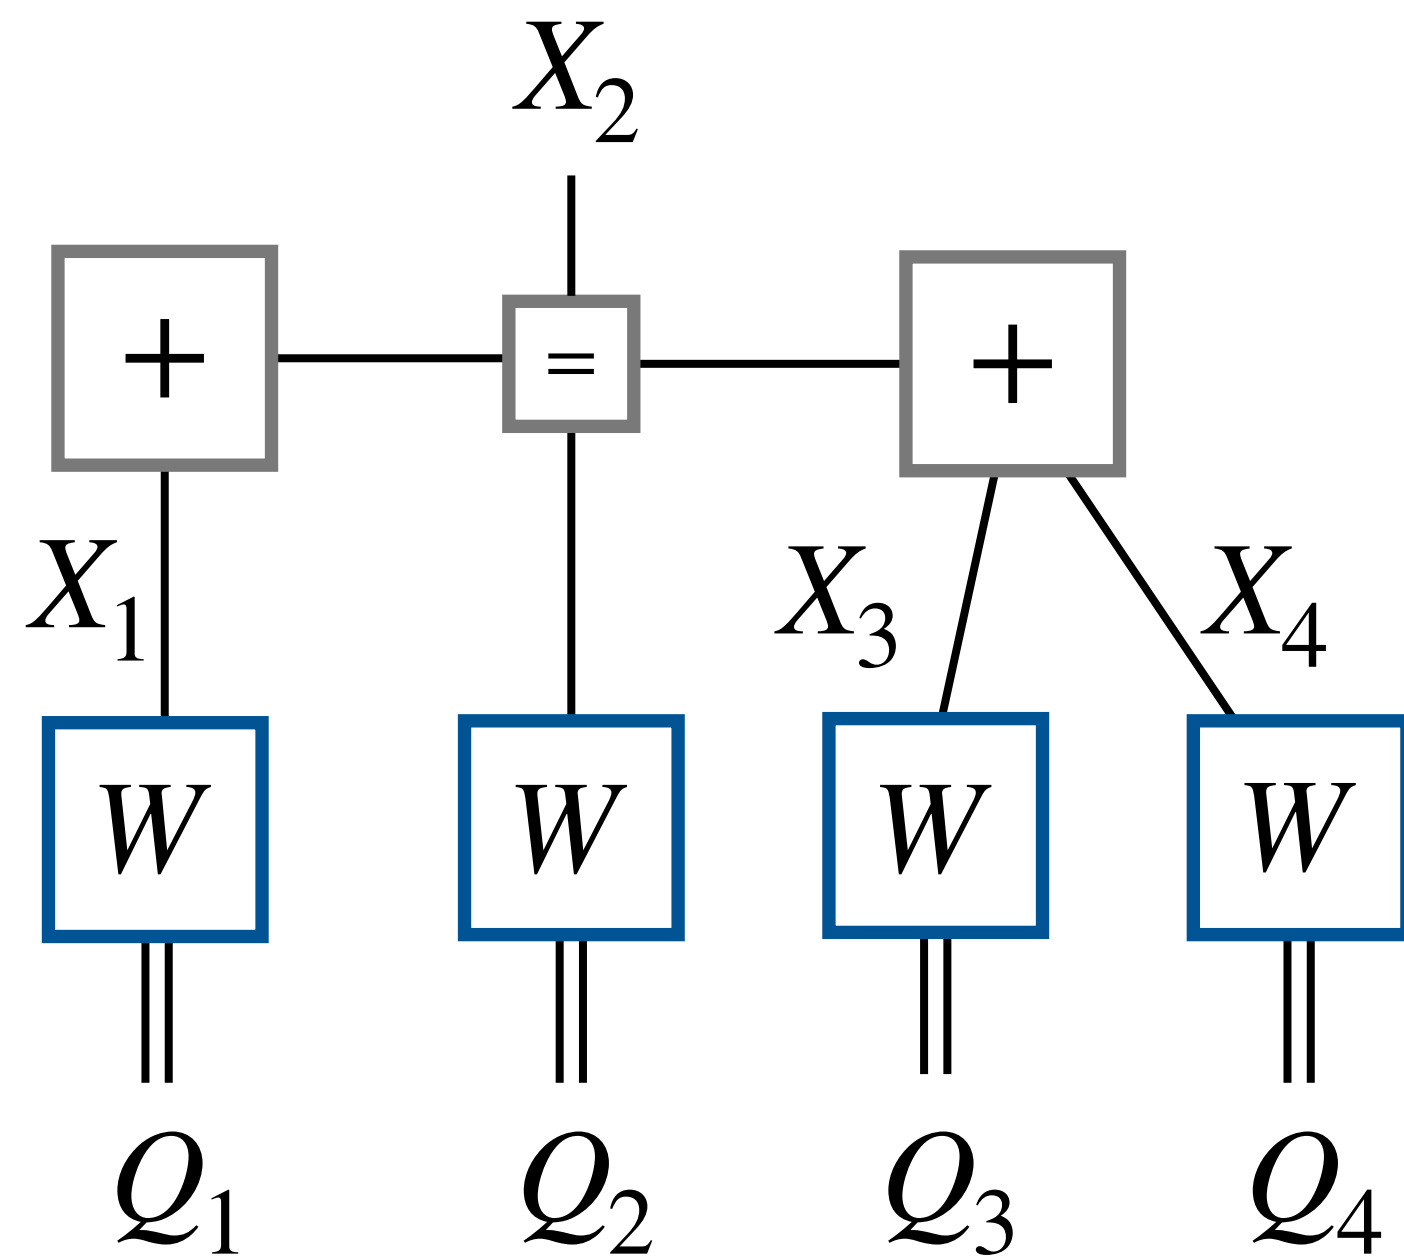 X₂
+ = +
X₁ X₃ X₄
W W W W
Q₁ Q₂ Q₃ Q₄